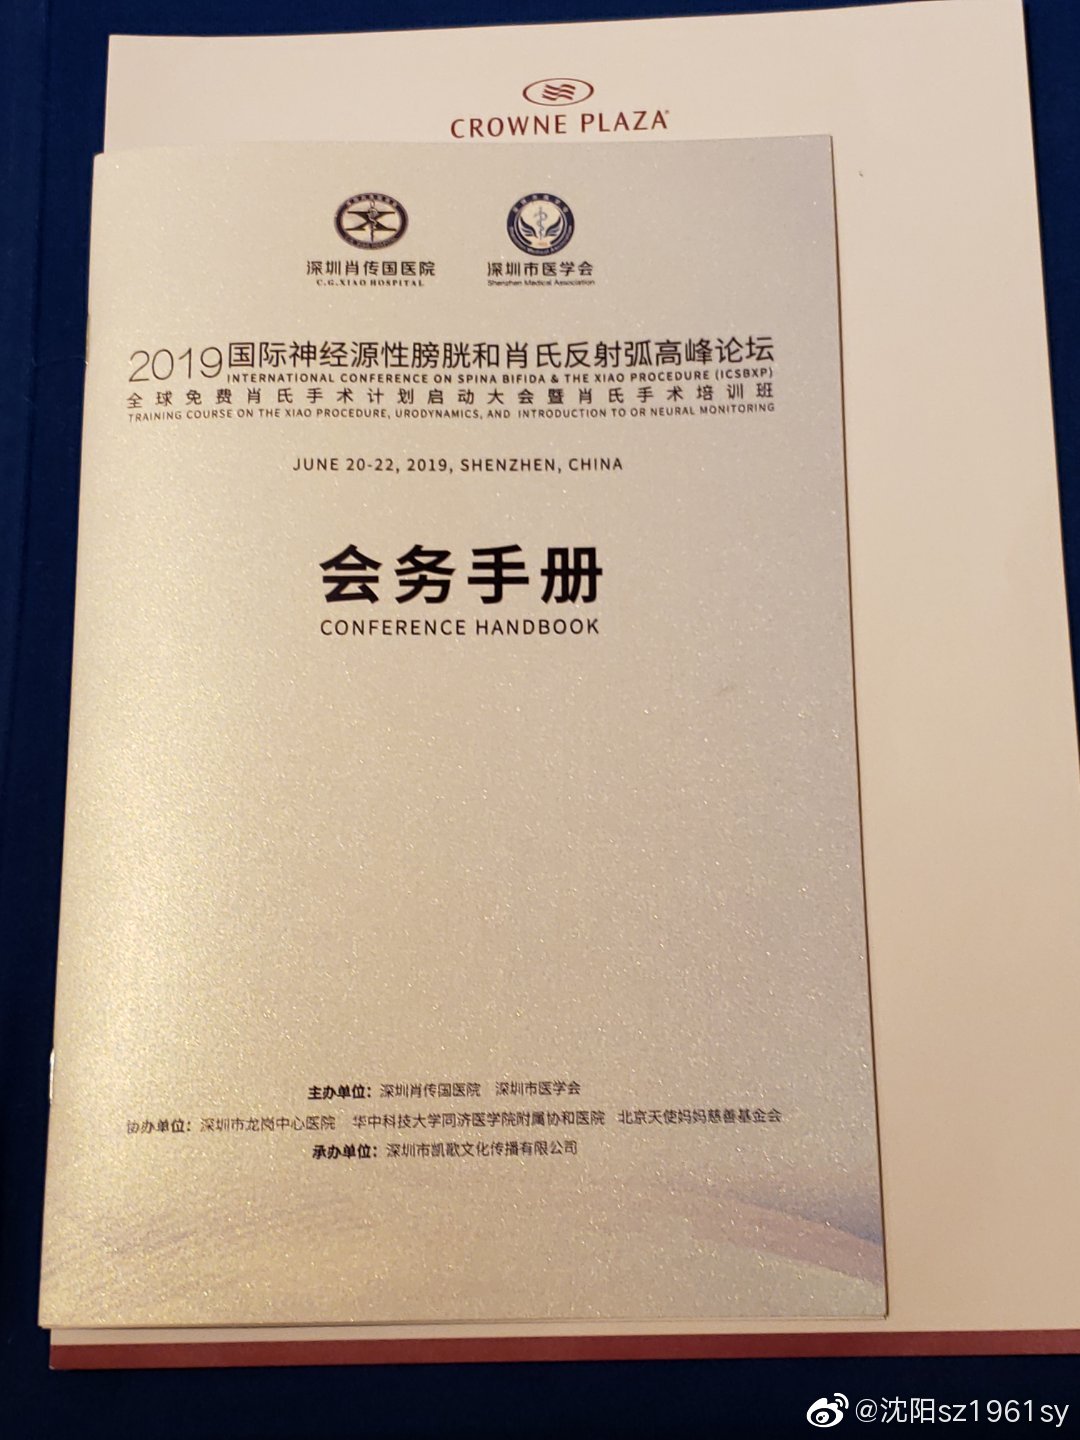 CROWNE PLAZA
深圳肖传国医院
C.G.XIAO HOSPITAL
深圳市医学会
Shenzhen Medical Association
2019国际神经源性膀胱和肖氏反射弧高峰论坛
INTERNATIONAL CONFERENCE ON SPINA BIFIDA & THE XIAO PROCEDURE (ICSBXP)
全球免费肖氏手术计划启动大会暨肖氏手术培训班
TRAINING COURSE ON THE XIAO PROCEDURE, URODYNAMICS, AND INTRODUCTION TO OR NEURAL MONITORING
JUNE 20-22, 2019, SHENZHEN, CHINA
会务手册
CONFERENCE HANDBOOK
主办单位：深圳肖传国医院 深圳市医学会
协办单位：深圳市龙岗中心医院 华中科技大学同济医学院附属协和医院 北京天使妈妈慈善基金会
承办单位：深圳市凯歌文化传播有限公司
@沈阳sz1961sy